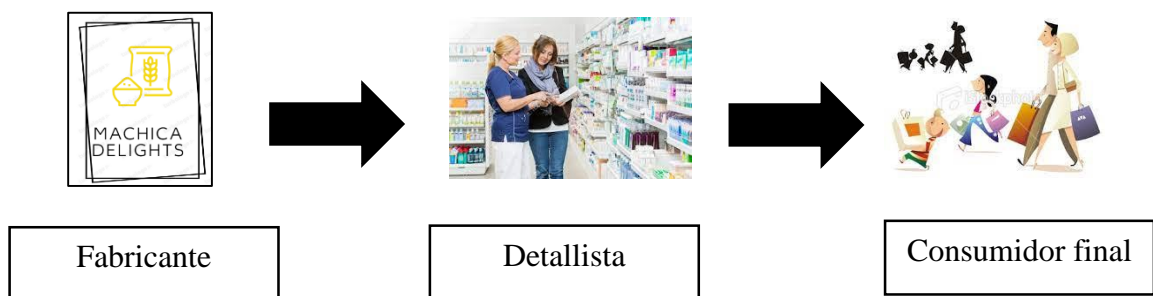 MACHICA
DELIGHTS
Fabricante
Detallista
Consumidor final